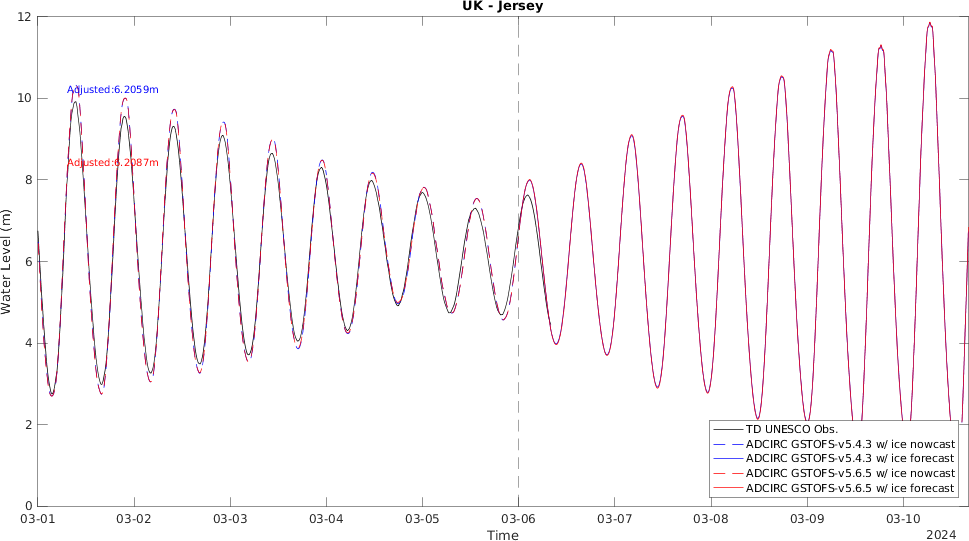 UK - Jersey
12
10
8
6
4
2
0
Water Level (m)
Adjusted:6.2059m
Adjusted:6.2087m
TD UNESCO Obs.
ADCIRC GSTOFS-v5.4.3 w/ ice nowcast
ADCIRC GSTOFS-v5.4.3 w/ ice forecast
ADCIRC GSTOFS-v5.6.5 w/ ice nowcast
ADCIRC GSTOFS-v5.6.5 w/ ice forecast
03-01 03-02 03-03 03-04 03-05 03-06 03-07 03-08 03-09 03-10
Time
2024